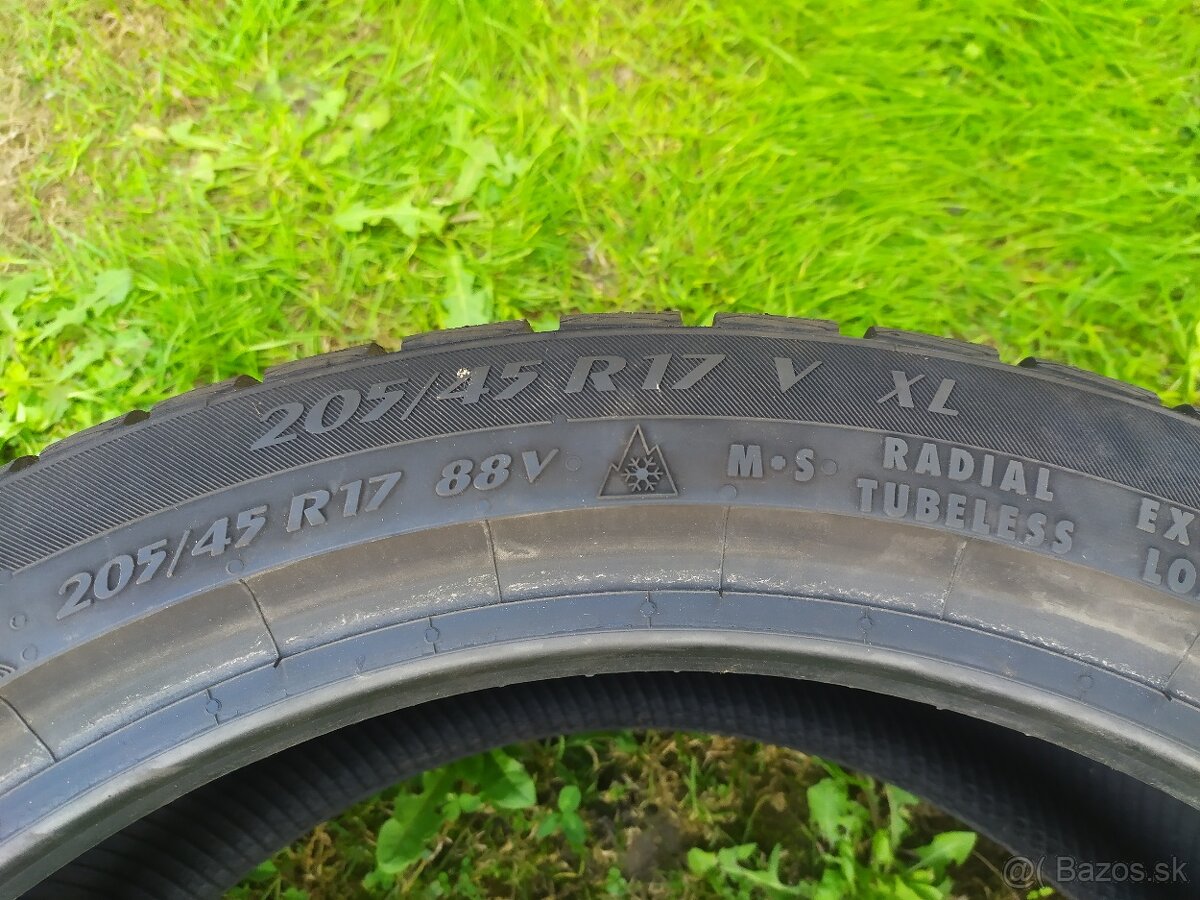 205/45 R17 V XL
205/45 R17 88V M•S RADIAL
TUBELESS
EX
LO
@( Bazos.sk